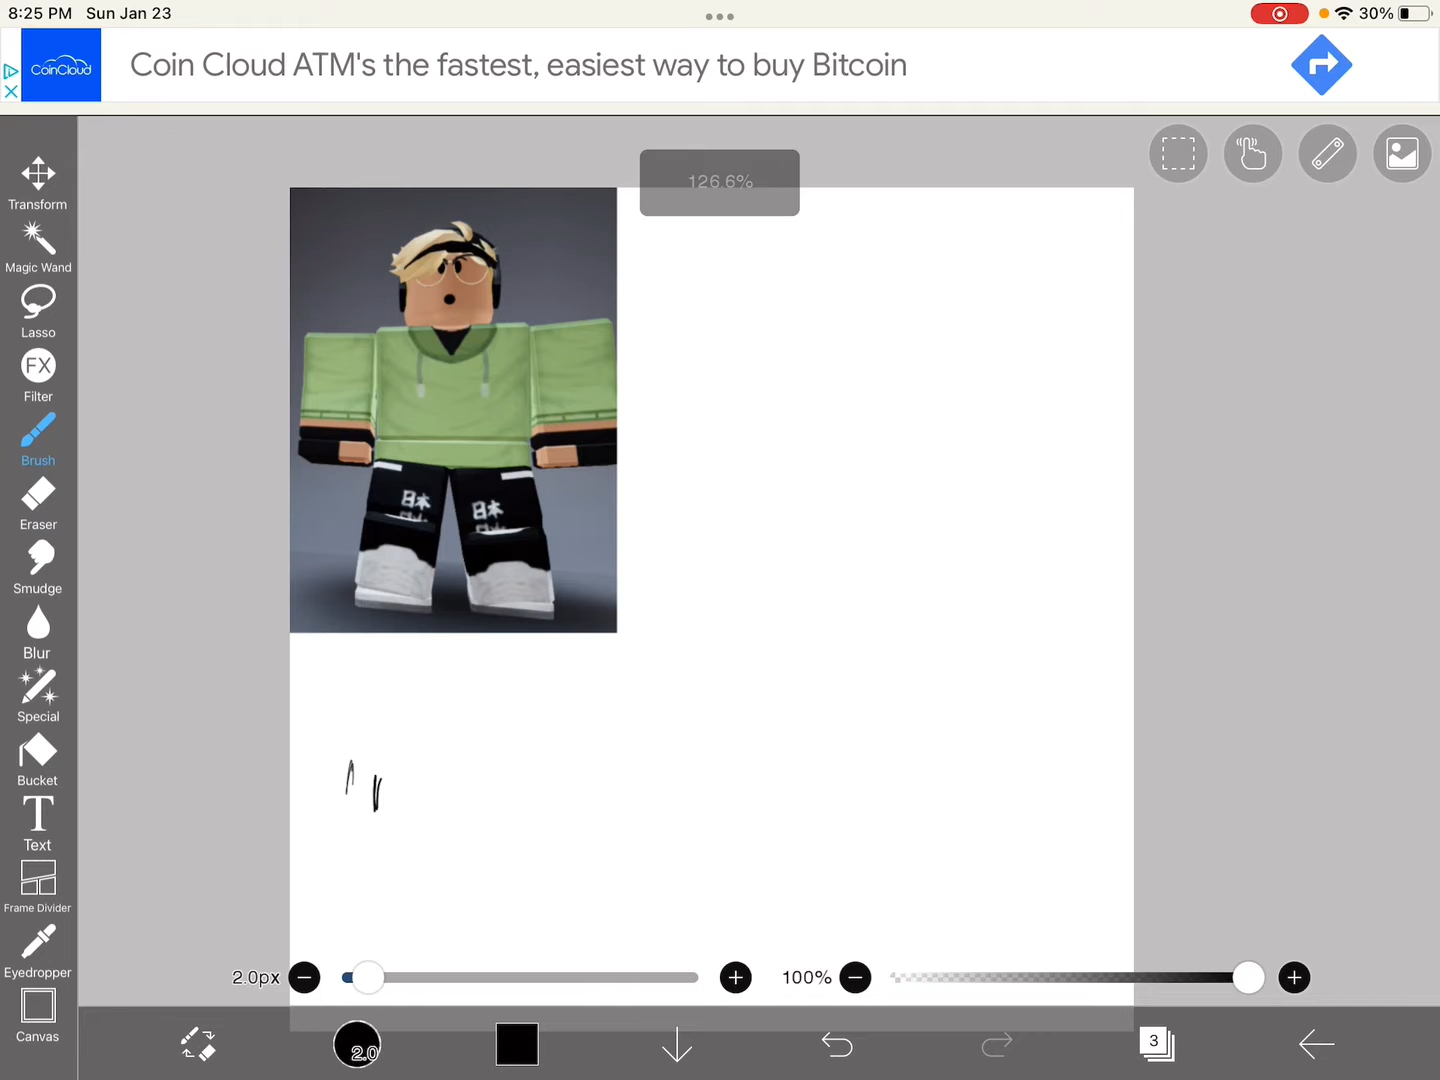 8:25 PM Sun Jan 23
30%
CoinCloud
Coin Cloud ATM's the fastest, easiest way to buy Bitcoin
126.6%
Transform
Magic Wand
Lasso
FX
Filter
Brush
Eraser
Smudge
Blur
Special
Bucket
T
Text
Frame Divider
Eyedropper
Canvas
日本
日本
2.0px
100%
2.0
3